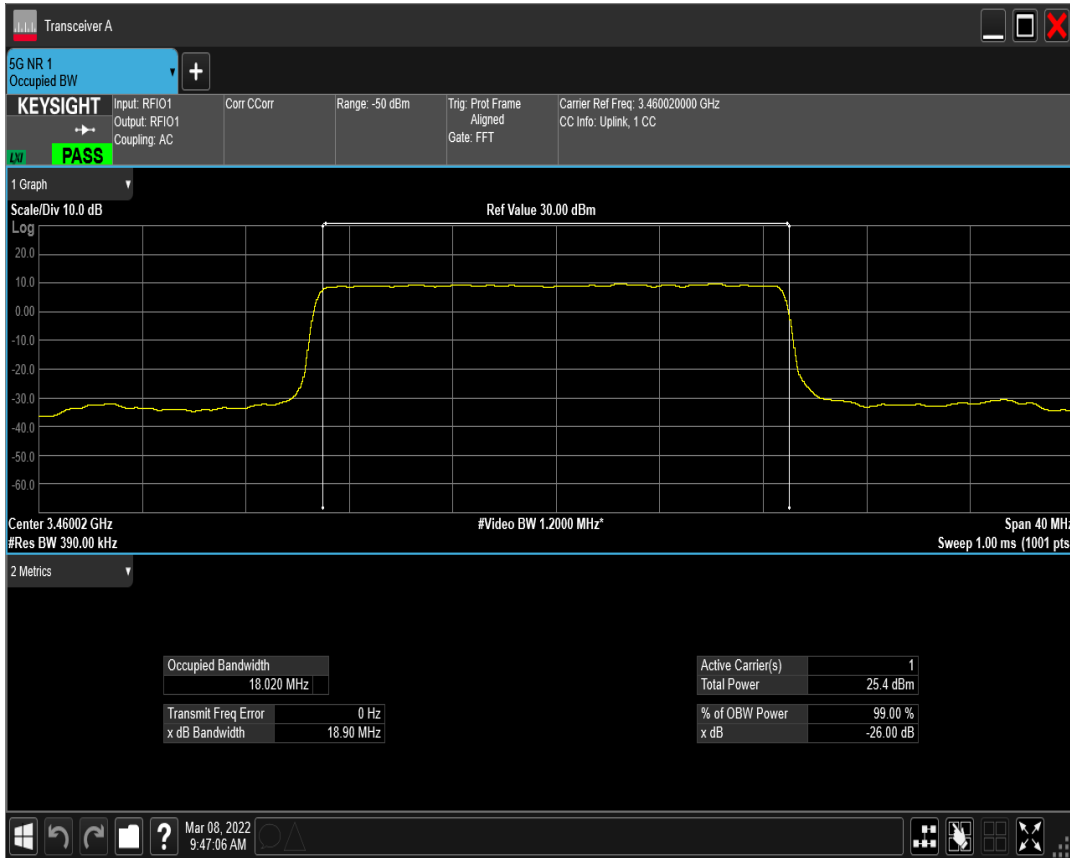 Transceiver A
5G NR 1
Occupied BW
+
KEYSIGHT
LXI
PASS
Input: RFIO1
Output: RFIO1
Coupling: AC
Corr CCorr
Range: -50 dBm
Trig: Prot Frame
Aligned
Gate: FFT
Carrier Ref Freq: 3.460020000 GHz
CC Info: Uplink, 1 CC
1 Graph
Scale/Div 10.0 dB
Ref Value 30.00 dBm
Log
20.0
10.0
0.00
-10.0
-20.0
-30.0
-40.0
-50.0
-60.0
Center 3.46002 GHz
#Video BW 1.2000 MHz*
Span 40 MHz
#Res BW 390.00 kHz
Sweep 1.00 ms (1001 pts
2 Metrics
Occupied Bandwidth
18.020 MHz
Transmit Freq Error 0 Hz
x dB Bandwidth 18.90 MHz
Active Carrier(s) 1
Total Power 25.4 dBm
% of OBW Power 99.00 %
x dB -26.00 dB
?
Mar 08, 2022
9:47:06 AM